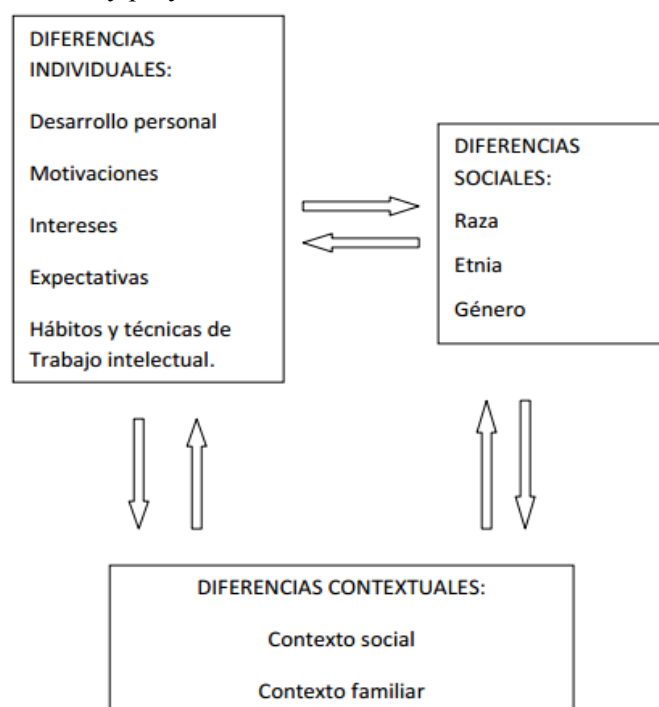 DIFERENCIAS
INDIVIDUALES:
Desarrollo personal
Motivaciones
Intereses
Expectativas
Hábitos y técnicas de
Trabajo intelectual.
DIFERENCIAS
SOCIALES:
Raza
Etnia
Género
DIFERENCIAS CONTEXTUALES:
Contexto social
Contexto familiar